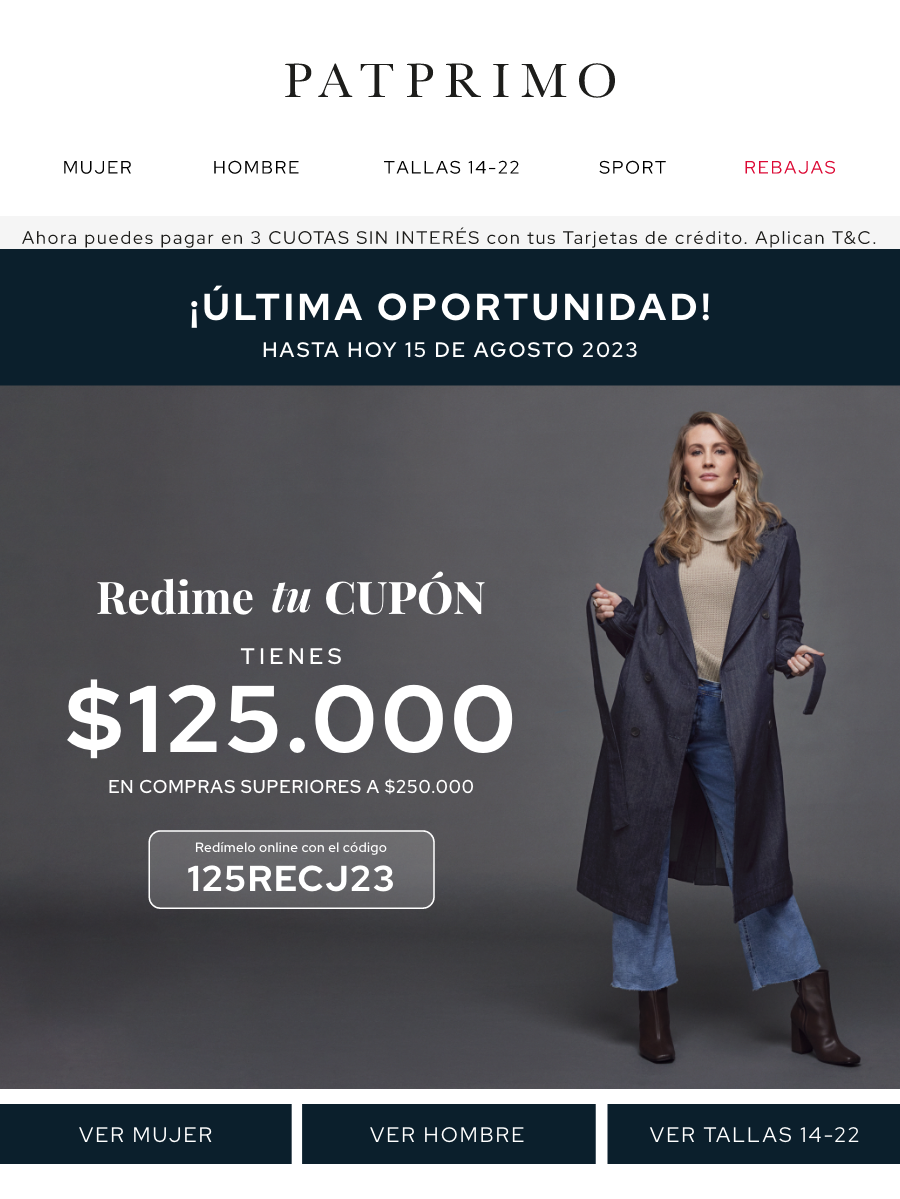 PATPRIMO
MUJER HOMBRE TALLAS 14-22 SPORT REBAJAS
Ahora puedes pagar en 3 CUOTAS SIN INTERÉS con tus Tarjetas de crédito. Aplican T&C.
¡ÚLTIMA OPORTUNIDAD!
HASTA HOY 15 DE AGOSTO 2023
Redime tu CUPÓN
TIENES
$125.000
EN COMPRAS SUPERIORES A $250.000
Redímelo online con el código
125RECJ23
VER MUJER VER HOMBRE VER TALLAS 14-22